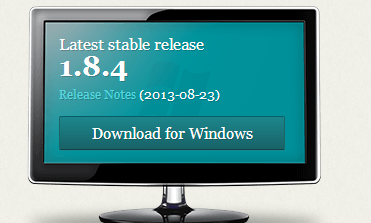 Latest stable release
1.8.4
Release Notes (2013-08-23)
Download for Windows